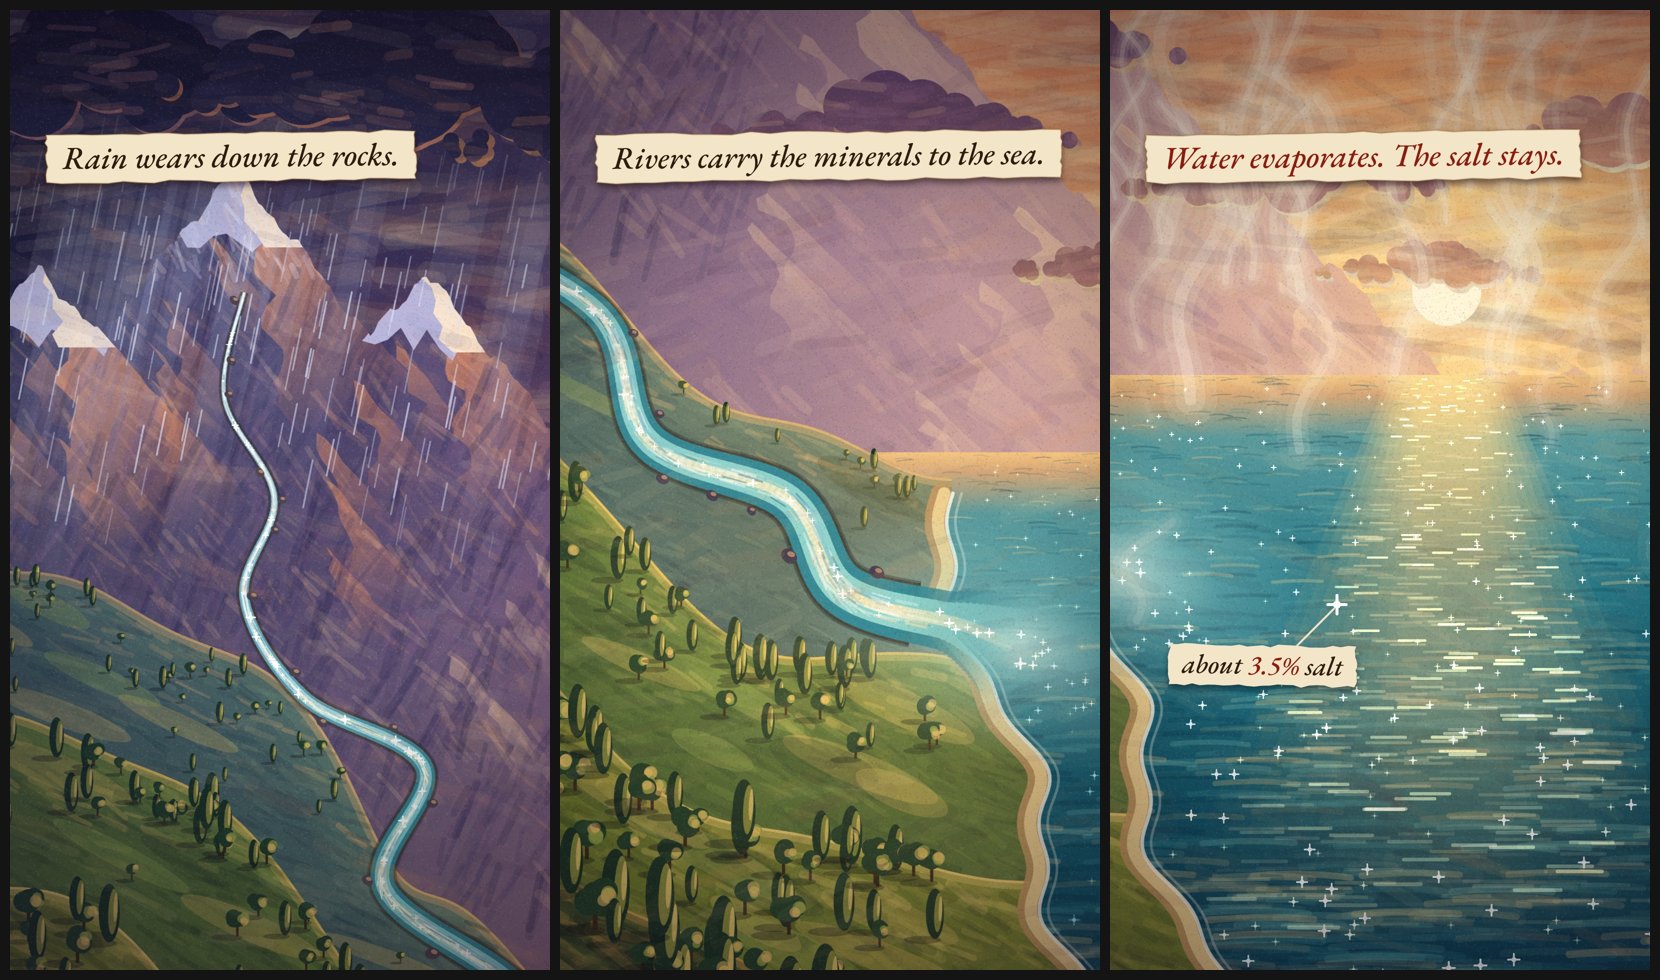 Rain wears down the rocks.
Rivers carry the minerals to the sea.
Water evaporates. The salt stays.
about 3.5% salt